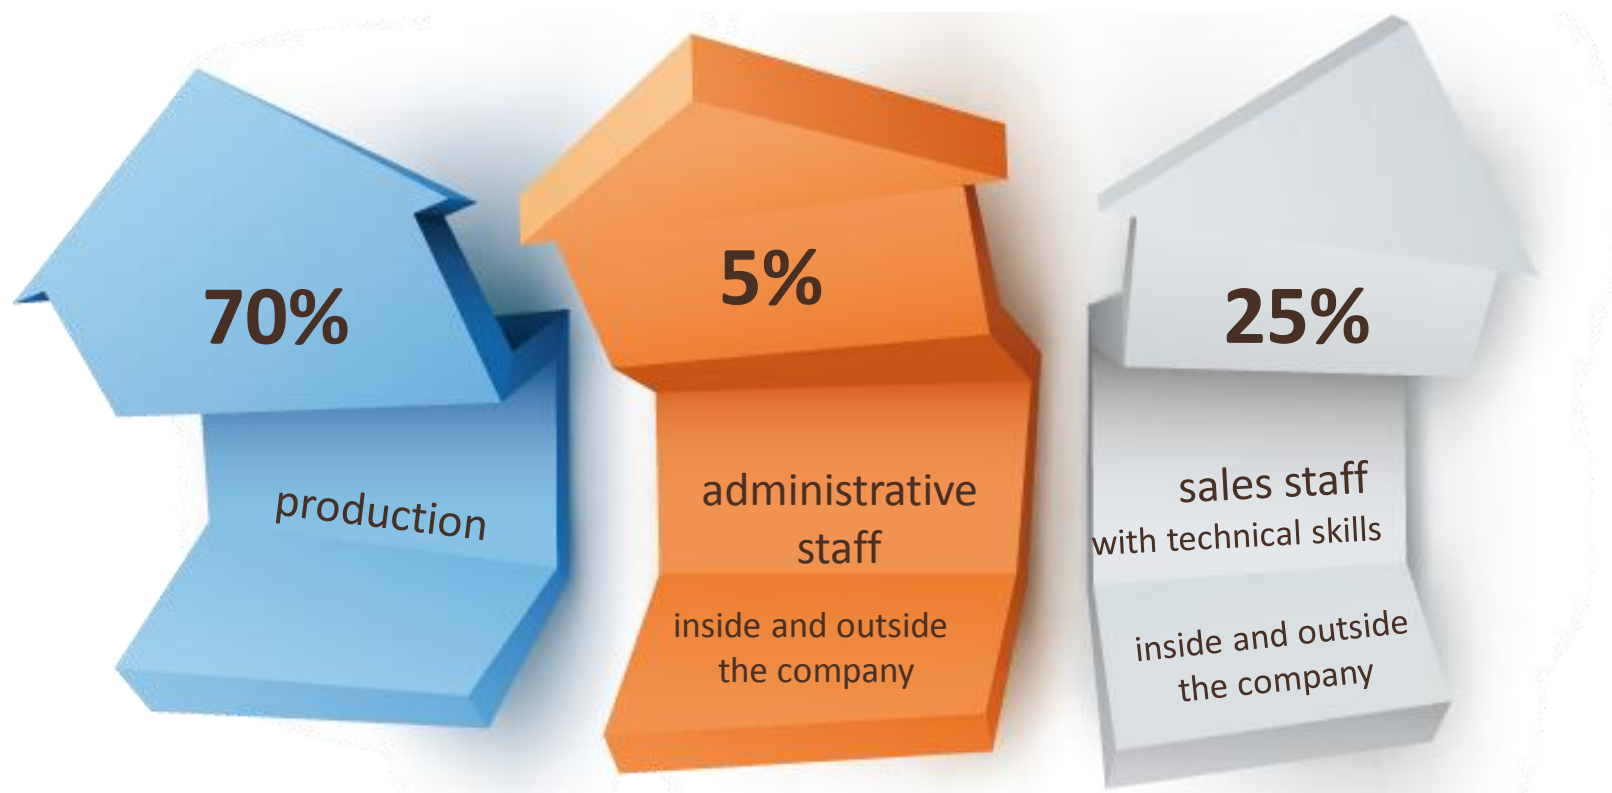 70%
production
5%
administrative
staff
inside and outside
the company
25%
sales staff
with technical skills
inside and outside
the company